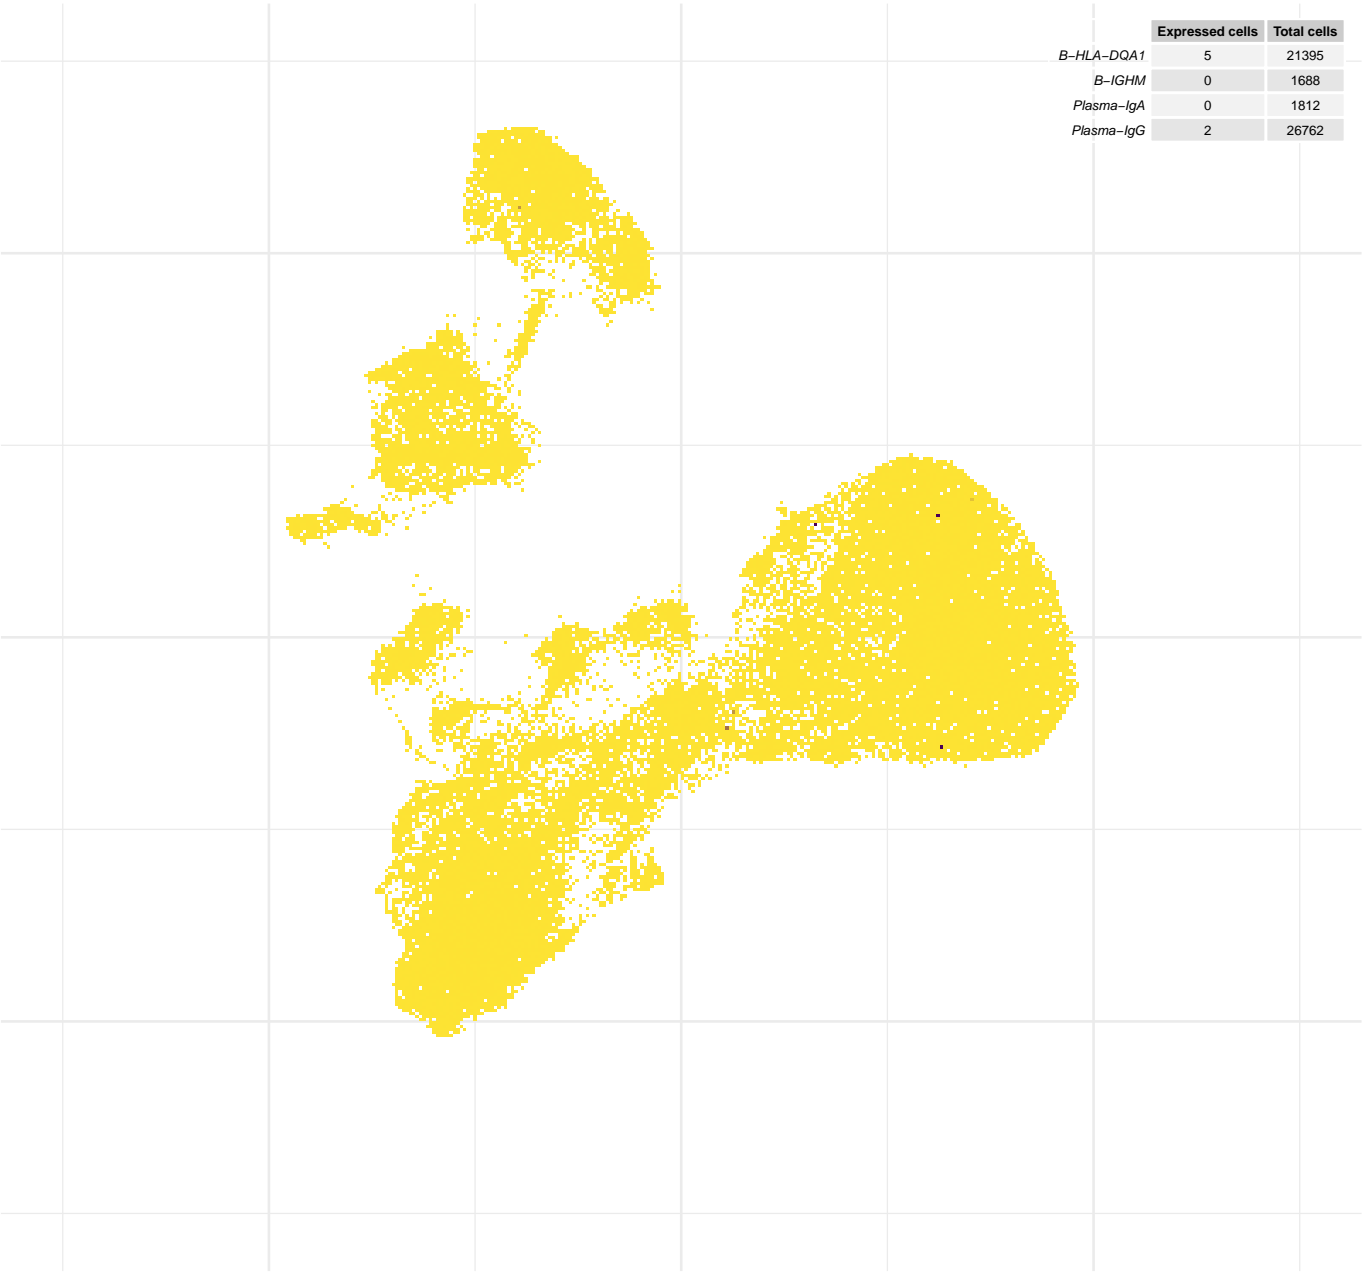 Expressed cells Total cells
B−HLA−DQA1 5 21395
B−IGHM 0 1688
Plasma−IgA 0 1812
Plasma−IgG 2 26762